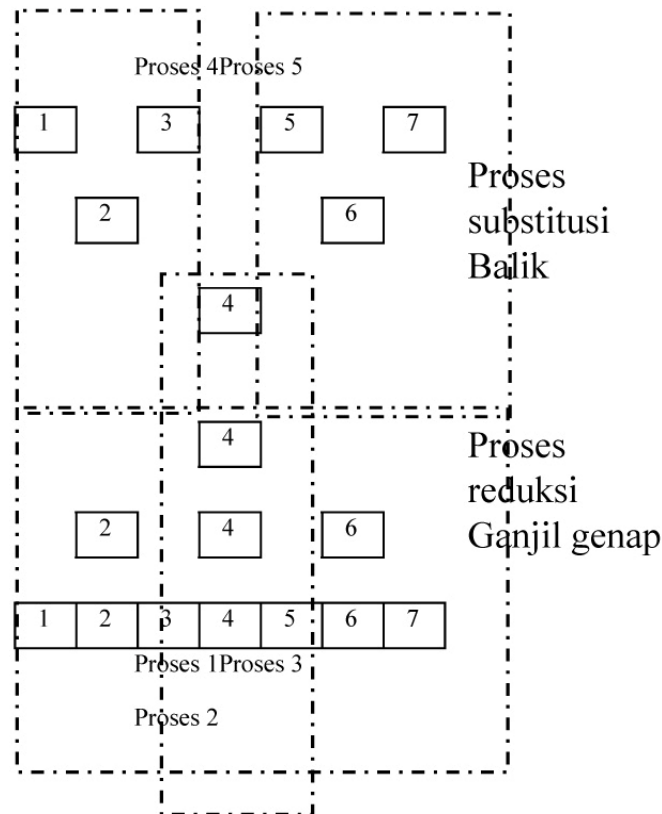 Proses 4Proses 5
1 3 5 7
Proses
substitusi
Balik
2 6
4
4
Proses
reduksi
Ganjil genap
2 4 6
1 2 3 4 5 6 7
Proses 1Proses 3
Proses 2